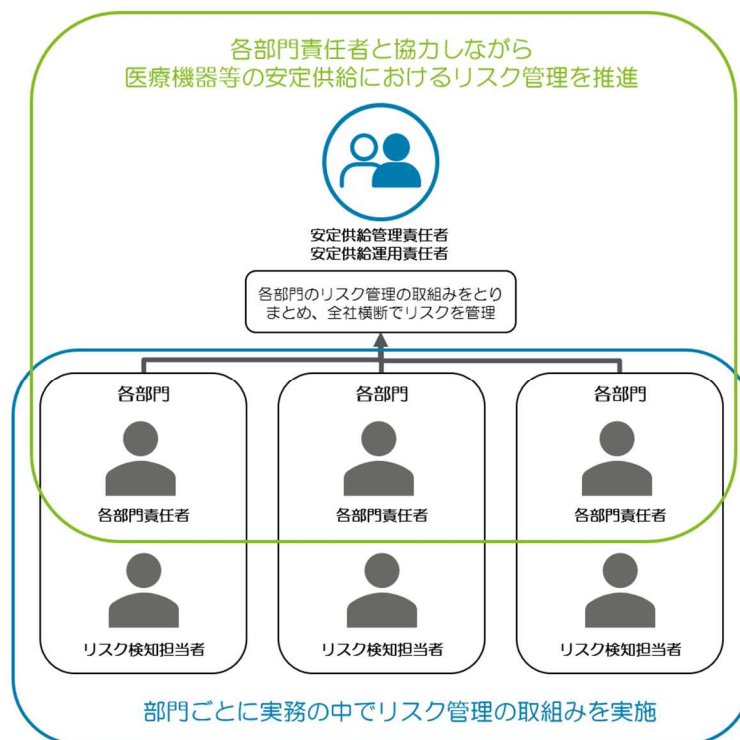 各部門責任者と協力しながら
医療機器等の安定供給におけるリスク管理を推進
安定供給管理責任者
安定供給運用責任者
各部門のリスク管理の取組みをとり
まとめ、全社横断でリスクを管理
各部門
各部門
各部門
各部門責任者
各部門責任者
各部門責任者
リスク検知担当者
リスク検知担当者
リスク検知担当者
部門ごとに実務の中でリスク管理の取組みを実施